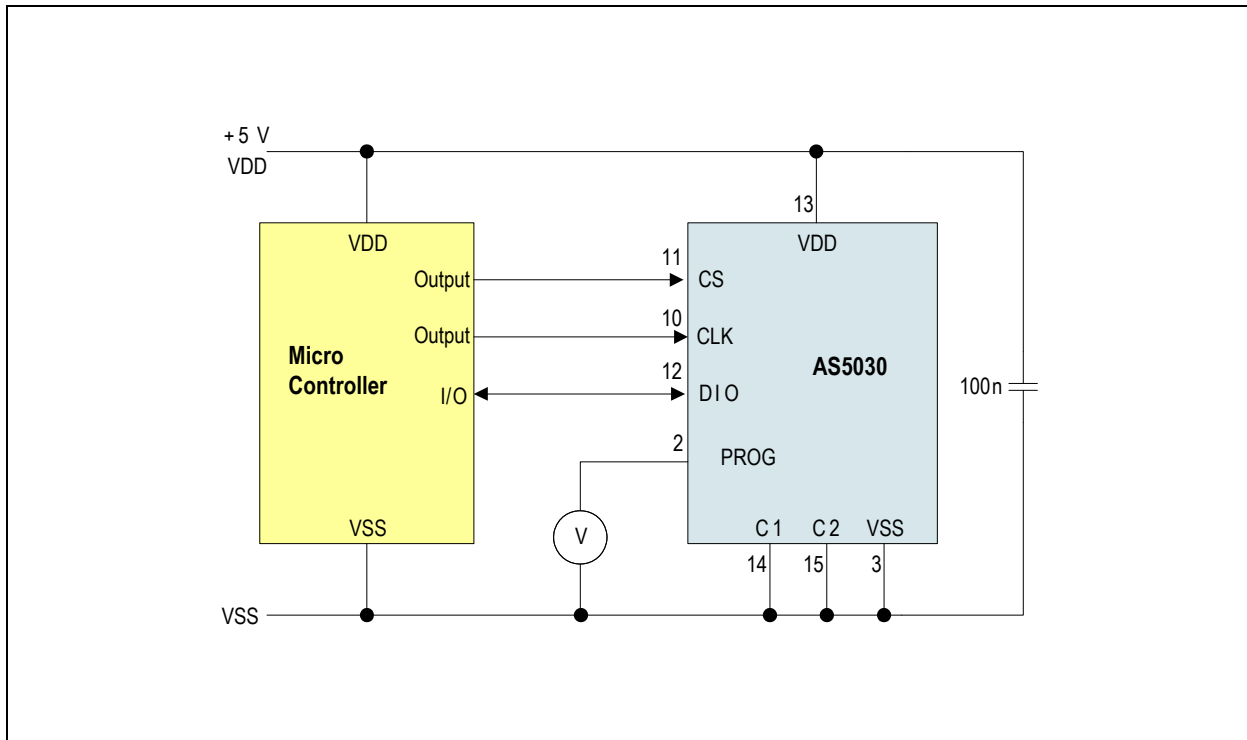 +5 V
VDD
13
VDD
VDD
11
Output
CS
10
Output
CLK
Micro
Controller
AS5030
12
I/O
DIO
100n
2
PROG
V
VSS
C1
C2
VSS
14
15
3
VSS